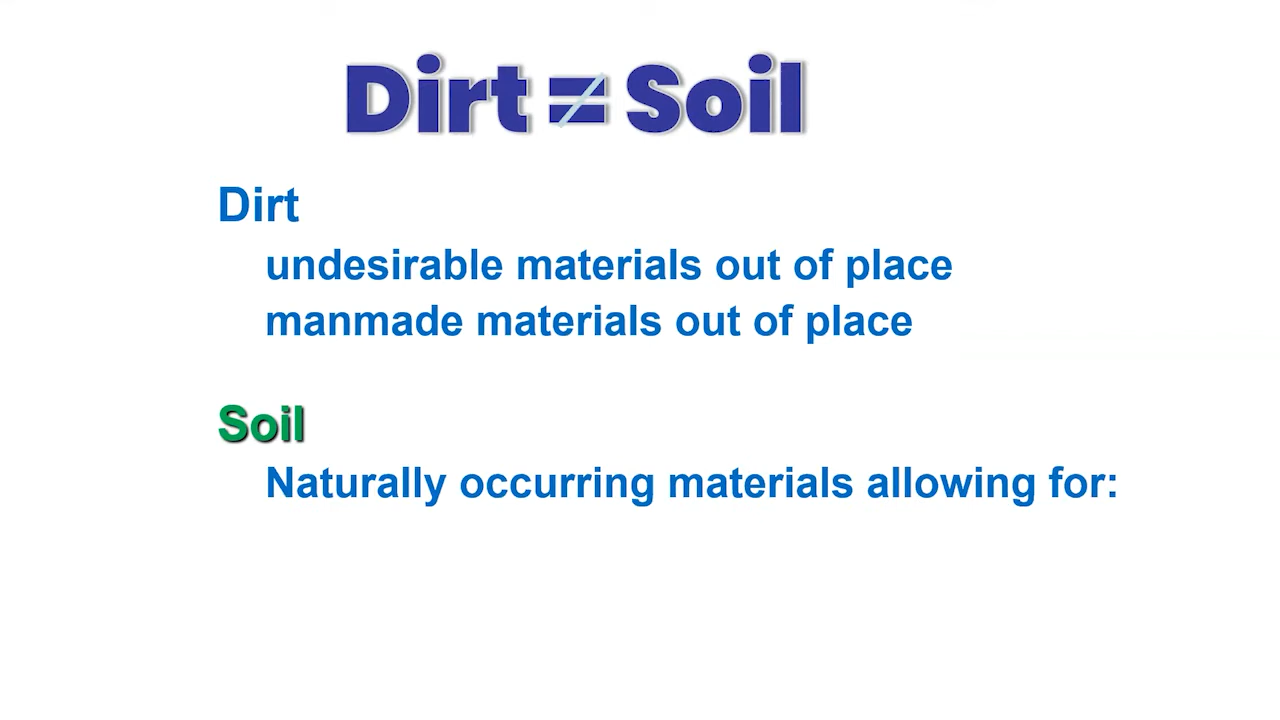 Dirt ≠ Soil
Dirt
undesirable materials out of place
manmade materials out of place
Soil
Naturally occurring materials allowing for: